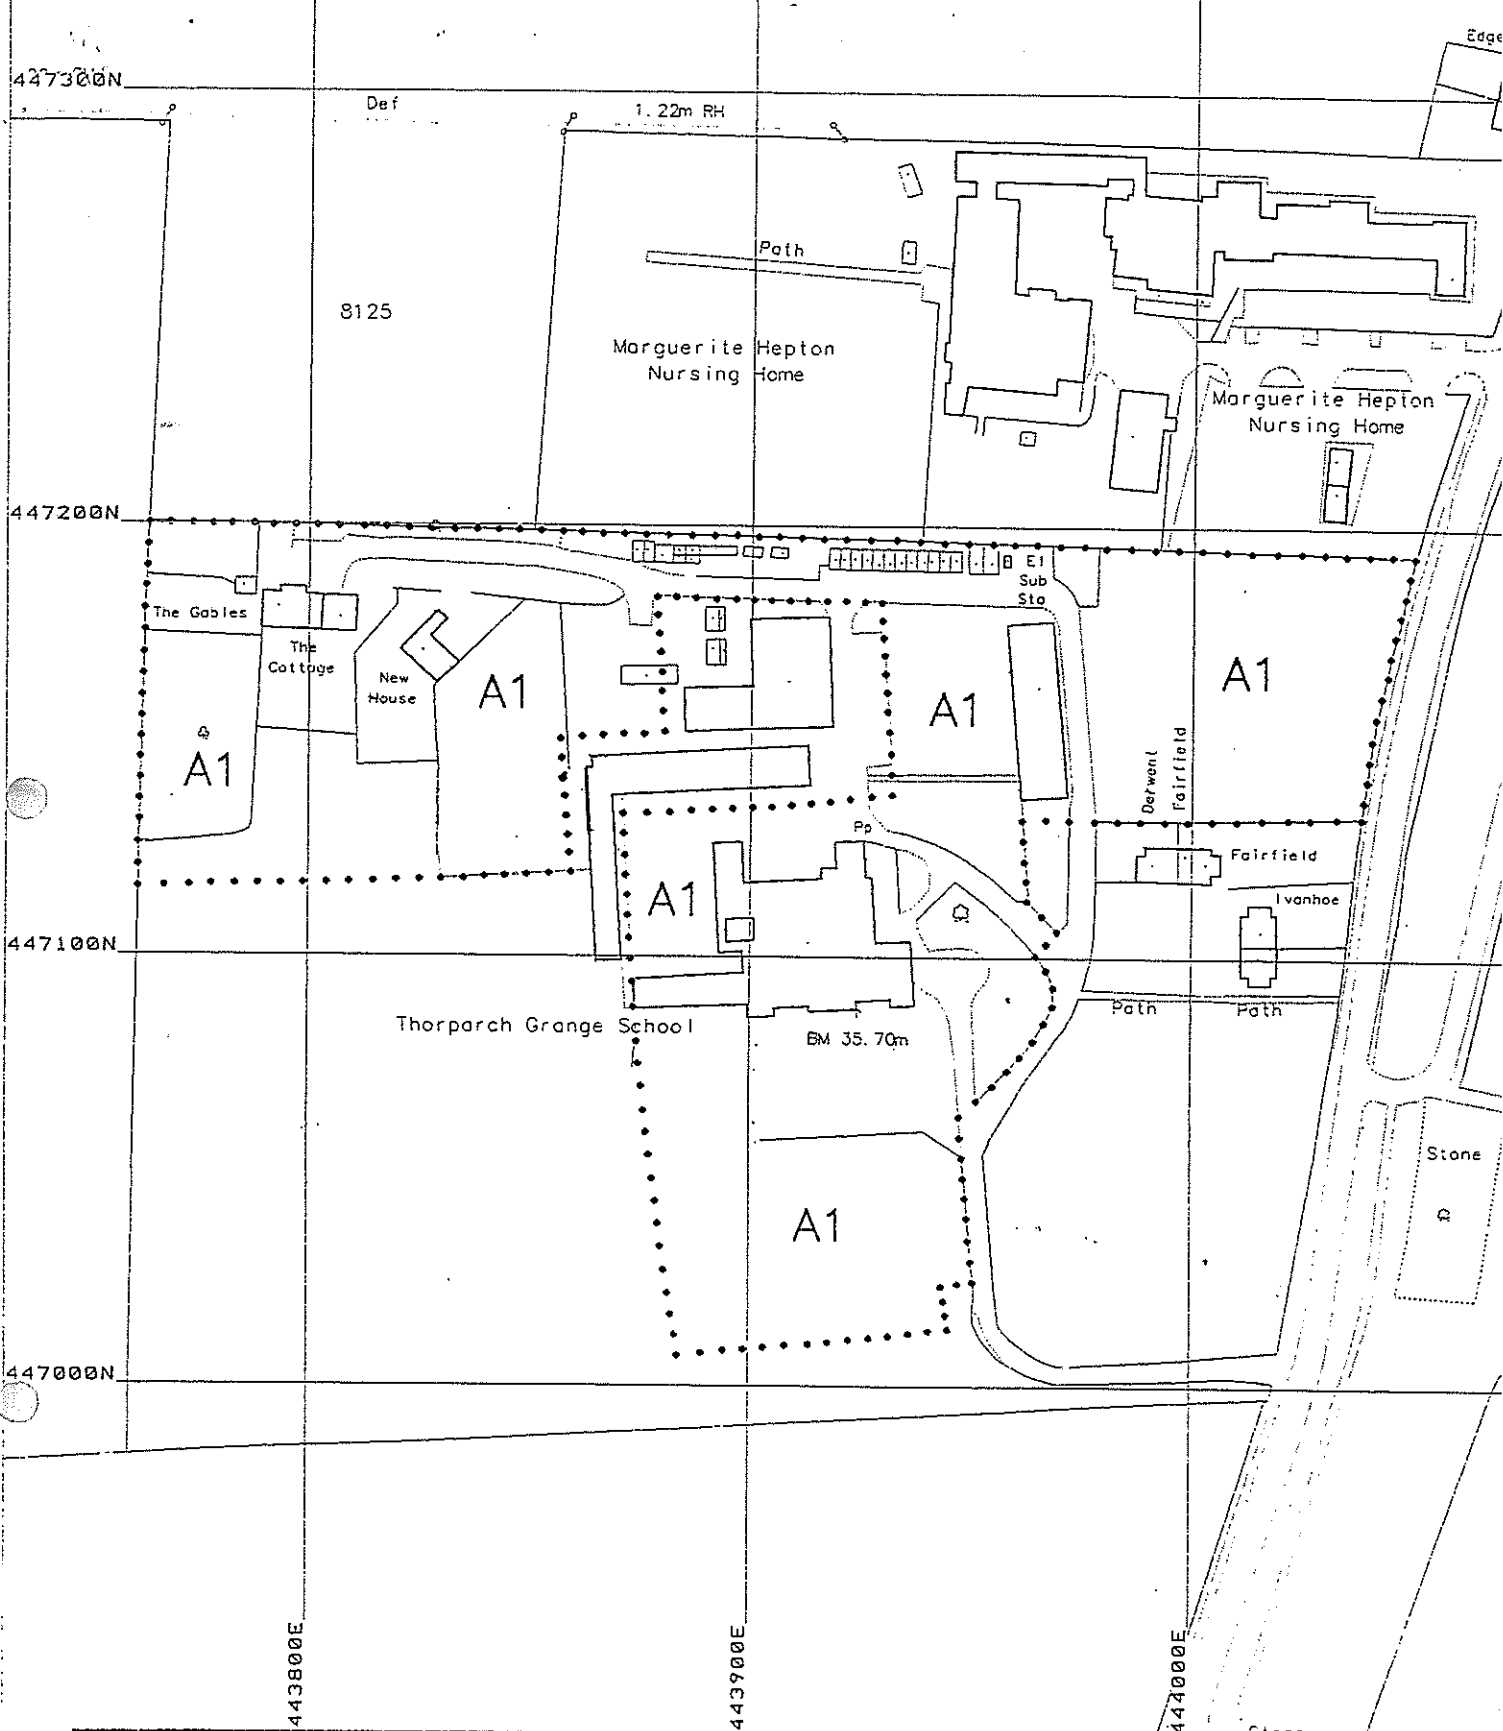 Edge
447300N
Def
1.22m RH
Path
8125
Marguerite Hepton
Nursing Home
Marguerite Hepton
Nursing Home
447200N
El
Sub
Sta
The Gables
The
Cottage
New
House
A1
A1
A1
A1
Derwent
Fairfield
Pp
Fairfield
Ivanhoe
A1
447100N
Path
Path
Thorparch Grange School
BM 35.70m
Stone
A1
447000N
443800E
443900E
444000E